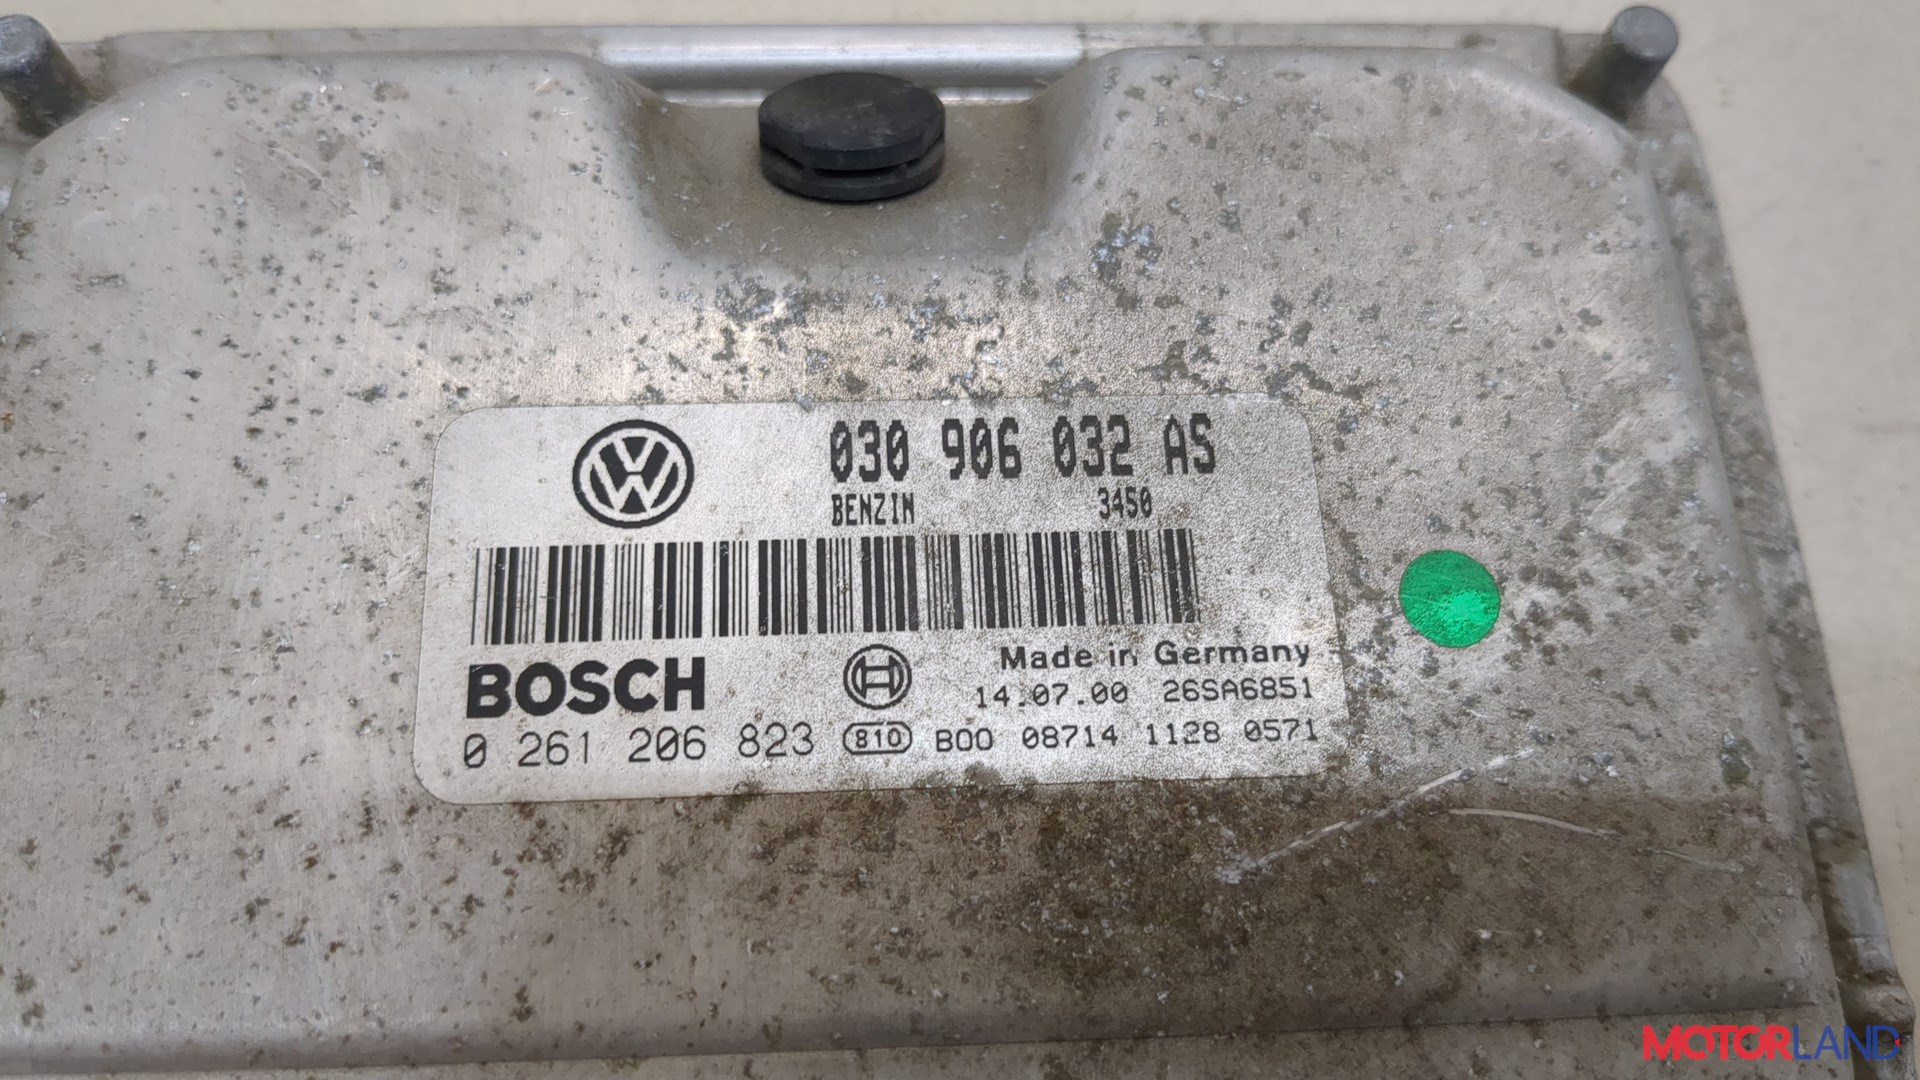 VW
030 906 032 AS
BENZIN 3450
Made in Germany
BOSCH
14.07.00 26SA6851
0 261 206 823 810 B00 08714 1128 0571
MOTORLAND